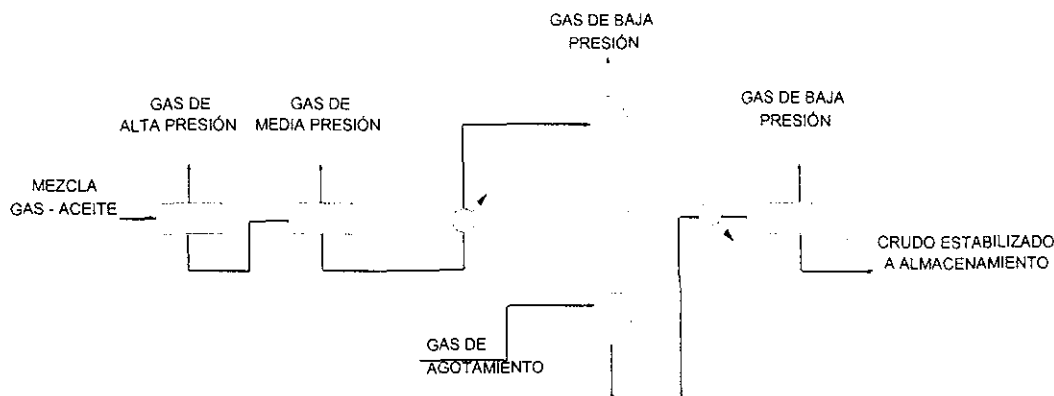 GAS DE BAJA
PRESIÓN
GAS DE
ALTA PRESIÓN
GAS DE
MEDIA PRESIÓN
GAS DE BAJA
PRESIÓN
MEZCLA
GAS - ACEITE
CRUDO ESTABILIZADO
A ALMACENAMIENTO
GAS DE
AGOTAMIENTO